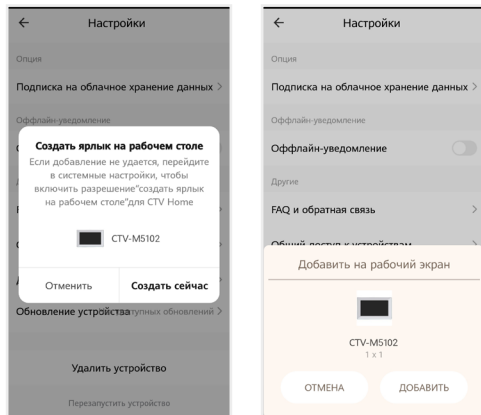 Настройки
Опция
Подписка на облачное хранение данных
Оффлайн-уведомление
Создать ярлык на рабочем столе
Если добавление не удается, перейдите
в системные настройки, чтобы
включить разрешение"создать ярлык
на рабочем столе"для CTV Home
CTV-M5102
Отменить
Создать сейчас
Обновление устройства
доступных обновлений
Удалить устройство
Перезапустить устройство
Настройки
Опция
Подписка на облачное хранение данных
Оффлайн-уведомление
Оффлайн-уведомление
Другие
FAQ и обратная связь
Общий доступ к устройствам
Добавить на рабочий экран
CTV-M5102
1 x 1
ОТМЕНА
ДОБАВИТЬ